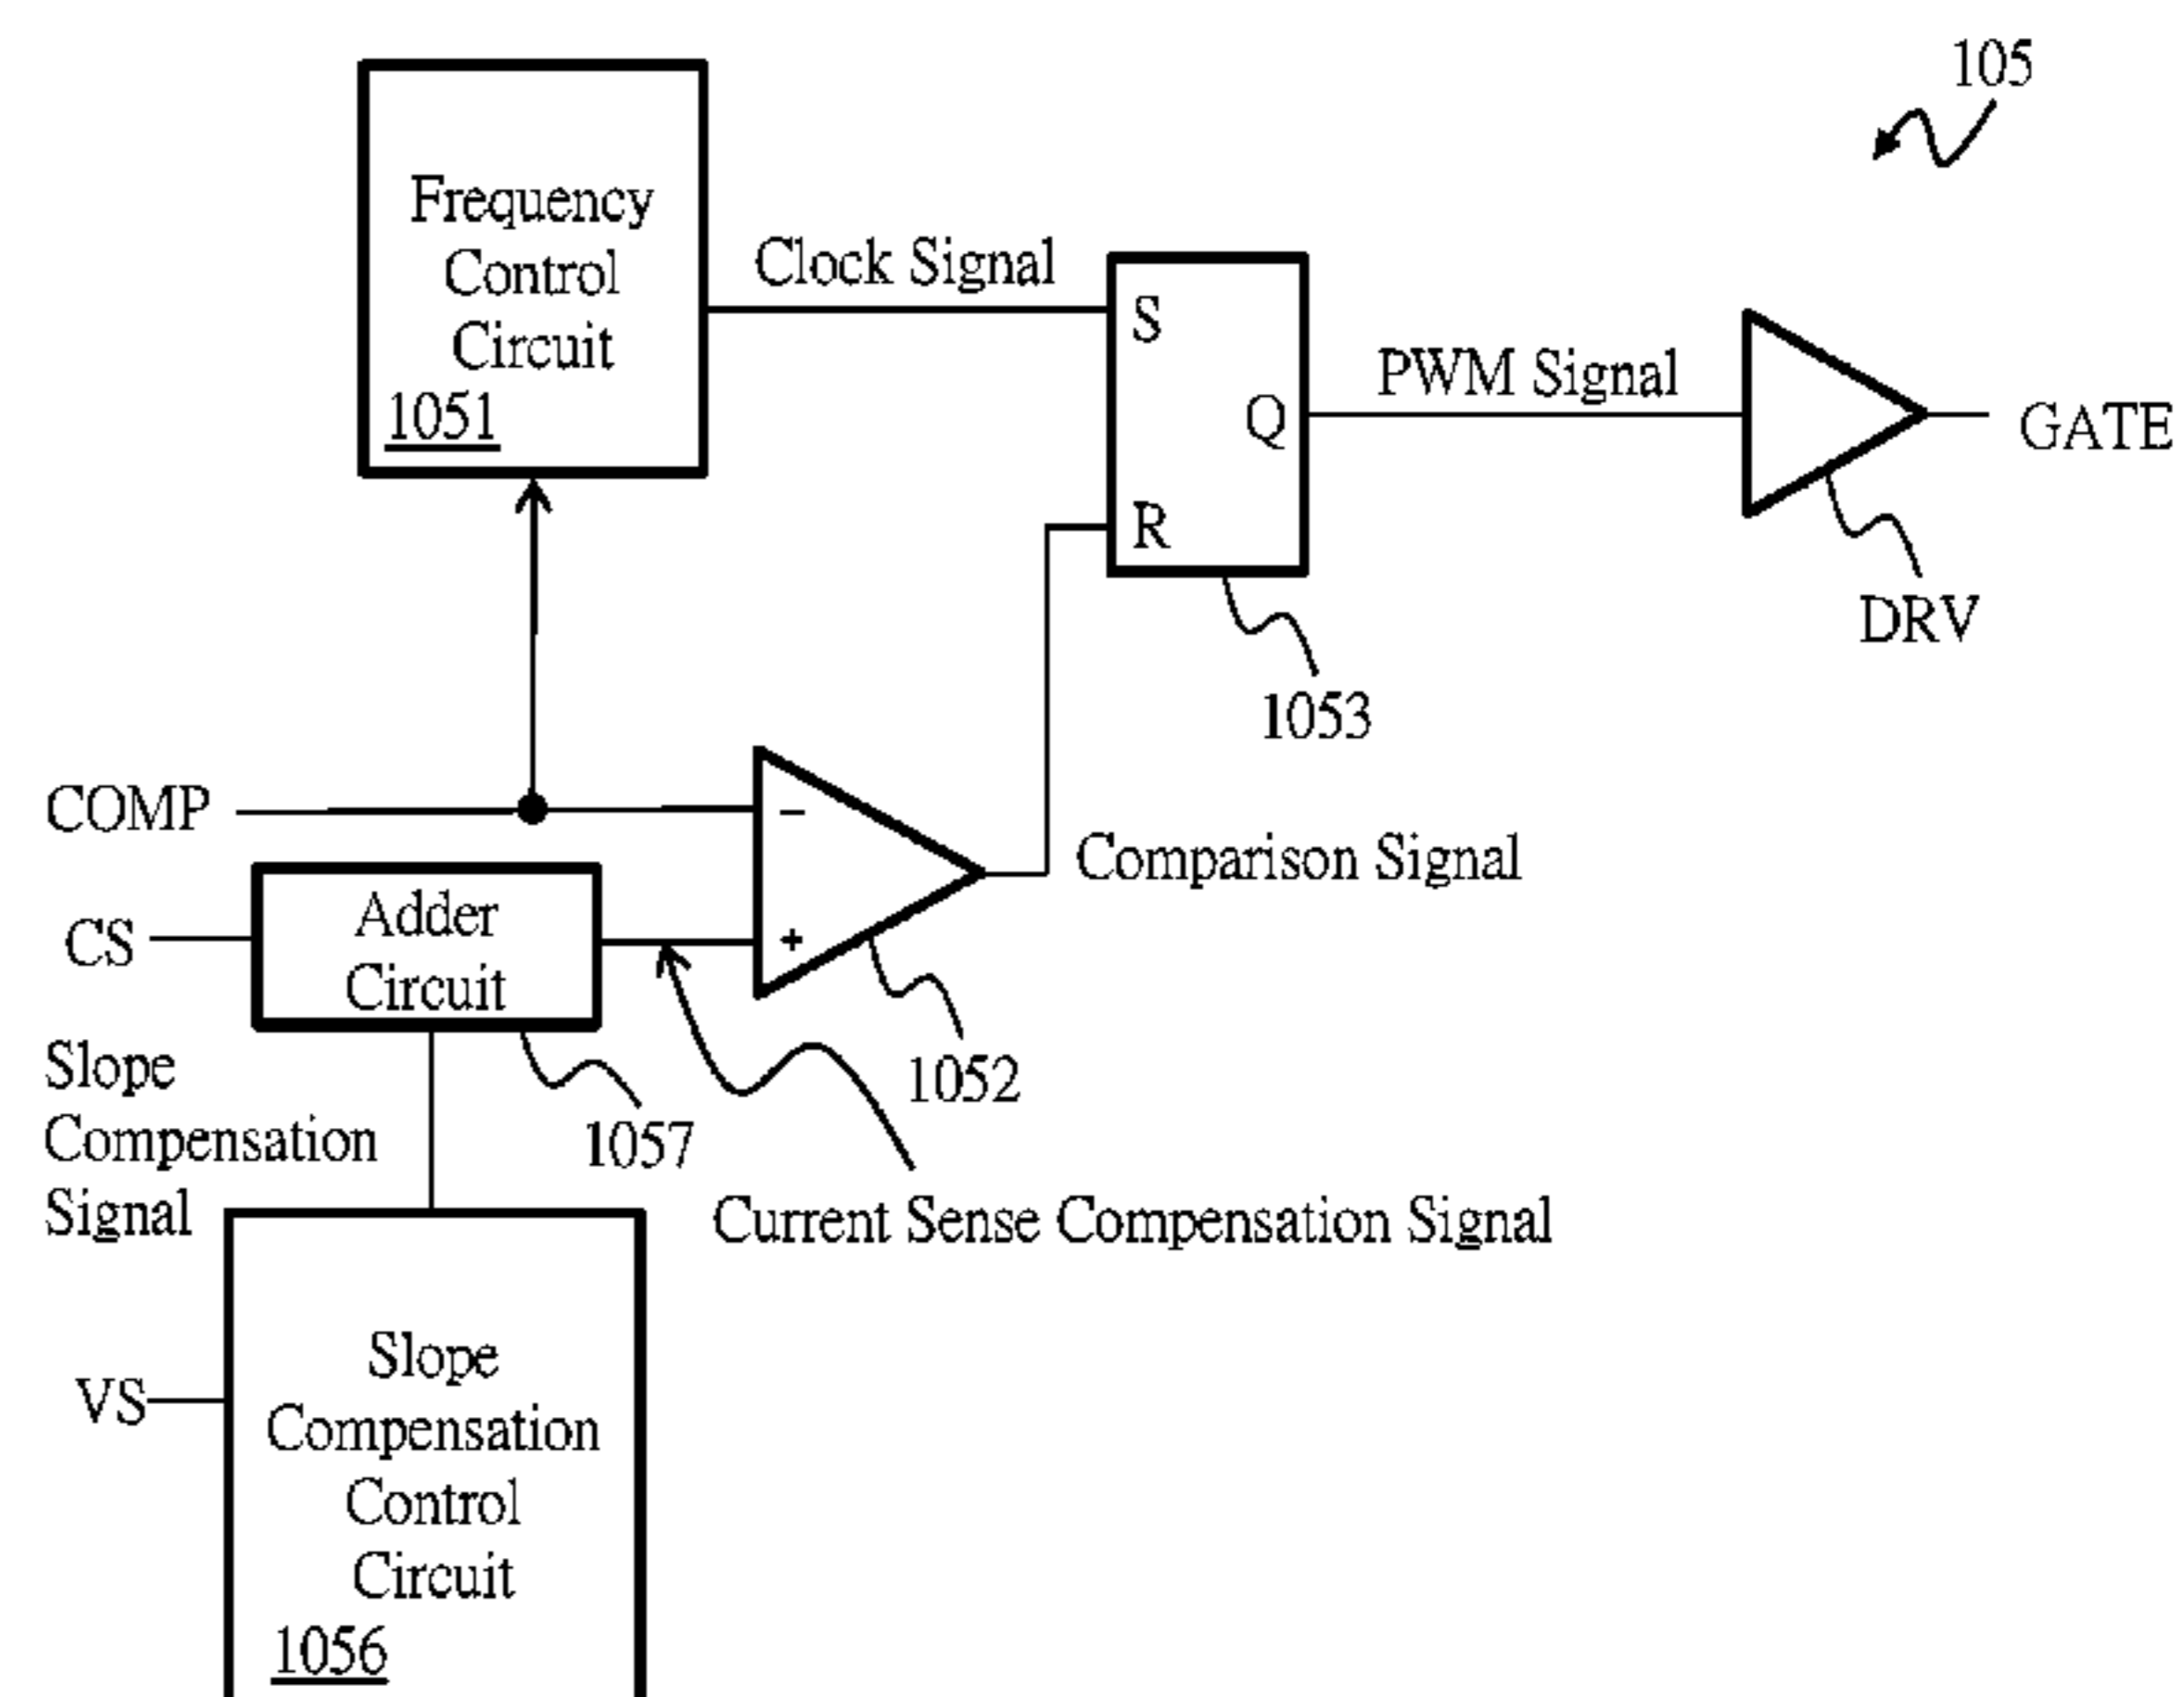 105
Frequency
Control
Circuit
1051
Clock Signal
S
Q
R
PWM Signal
GATE
DRV
1053
COMP
-
+
Comparison Signal
CS
Adder
Circuit
1052
1057
Slope
Compensation
Signal
Current Sense Compensation Signal
VS
Slope
Compensation
Control
Circuit
1056